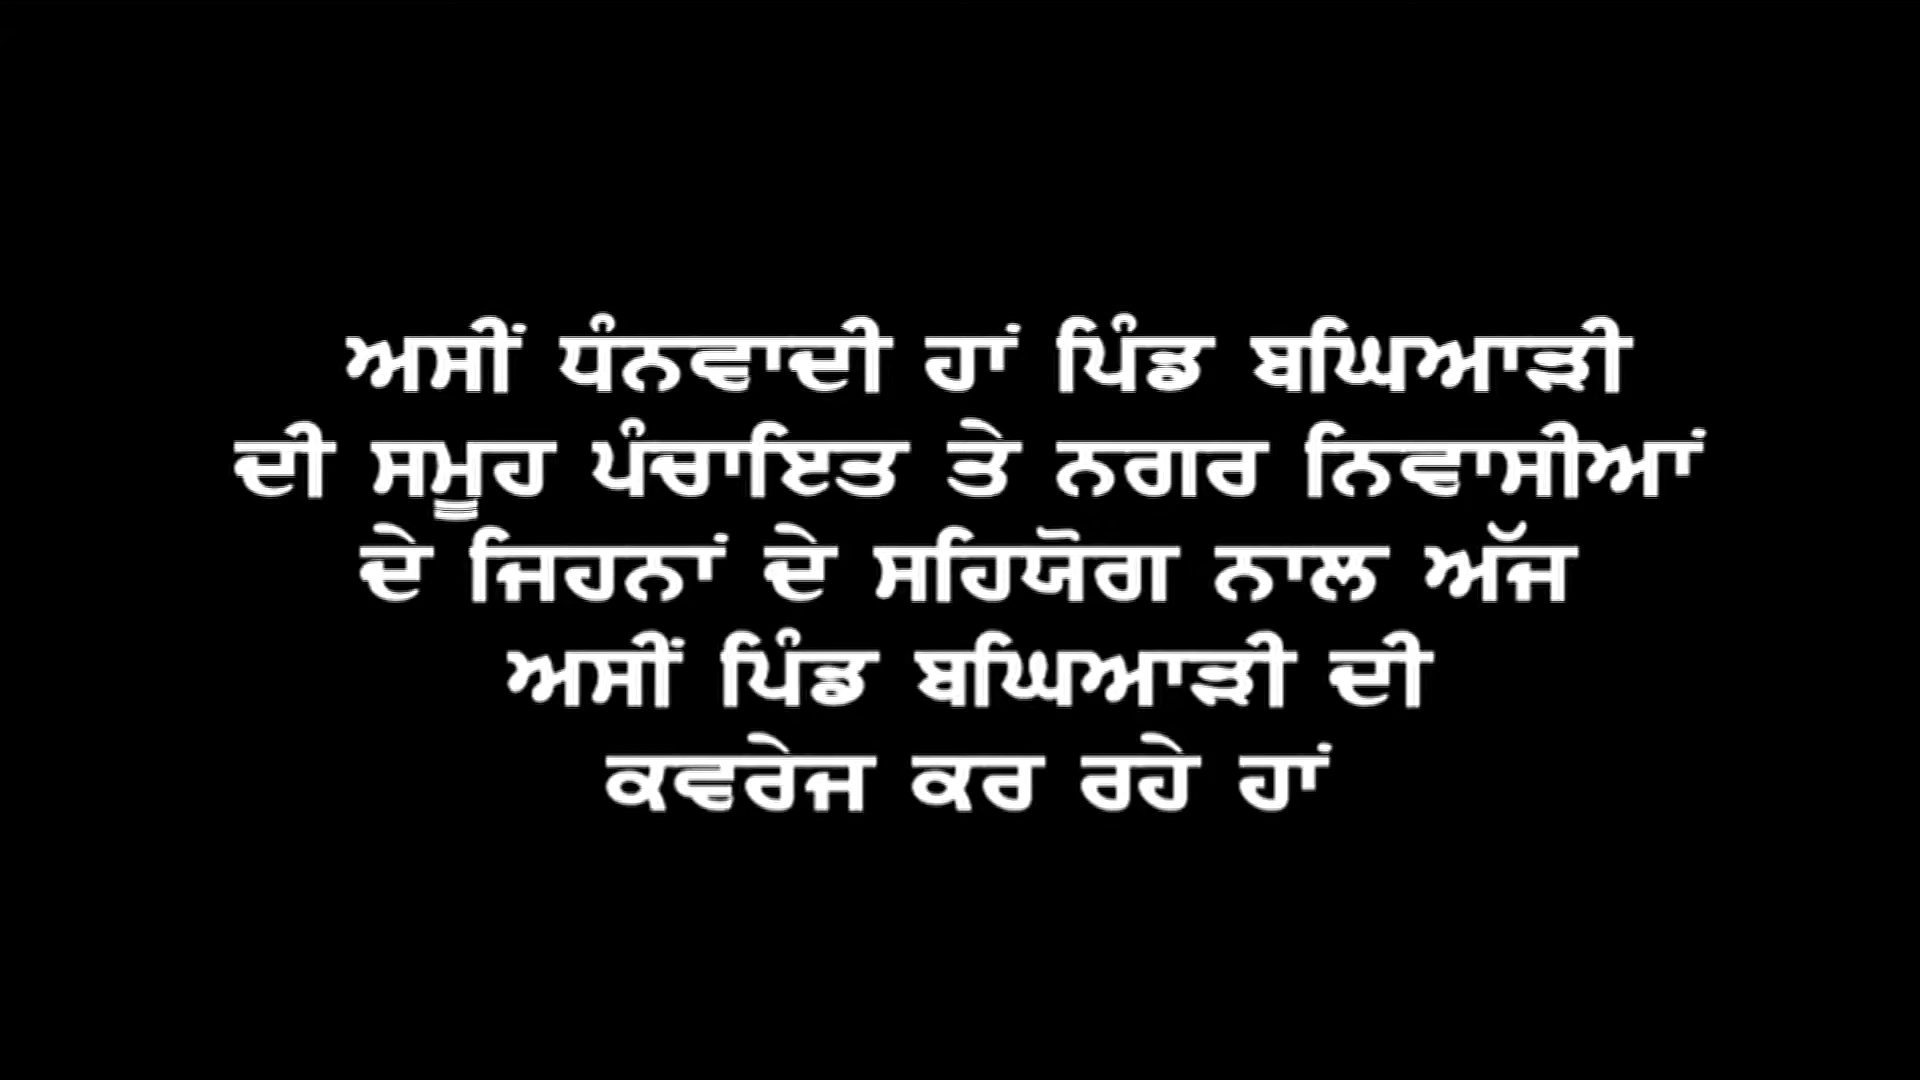 ਅਸੀਂ ਧੰਨਵਾਦੀ ਹਾਂ ਪਿੰਡ ਬਘਿਆੜੀ
ਦੀ ਸਮੂਹ ਪੰਚਾਇਤ ਤੇ ਨਗਰ ਨਿਵਾਸੀਆਂ
ਦੇ ਜਿਹਨਾਂ ਦੇ ਸਹਿਯੋਗ ਨਾਲ ਅੱਜ
ਅਸੀਂ ਪਿੰਡ ਬਘਿਆੜੀ ਦੀ
ਕਵਰੇਜ ਕਰ ਰਹੇ ਹਾਂ